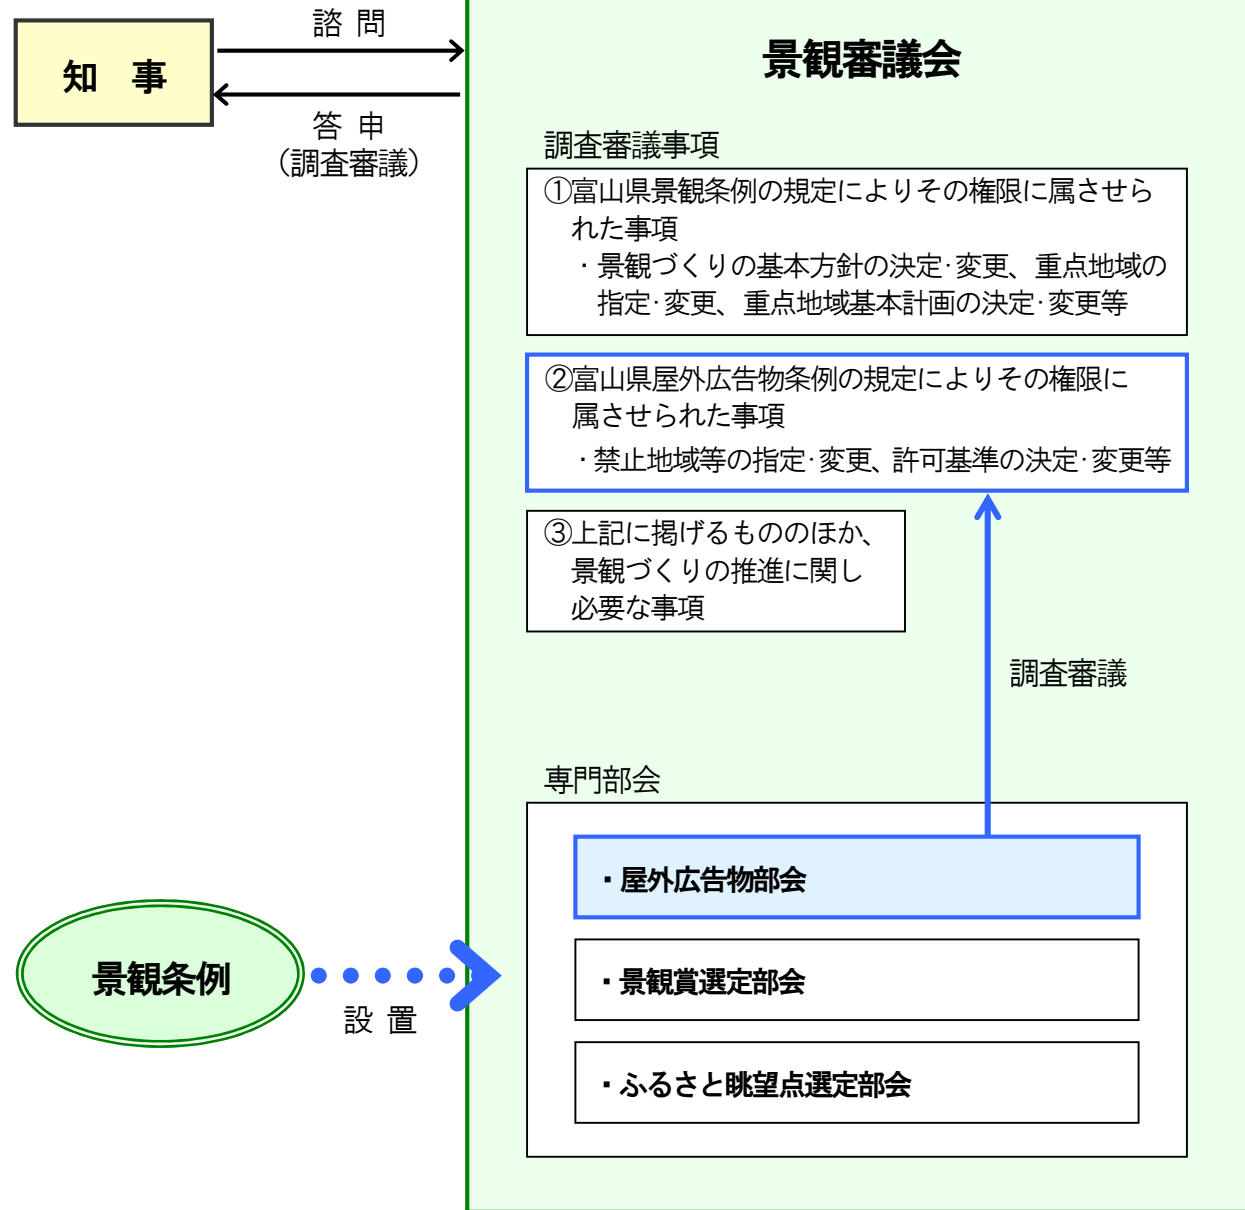 諮 問
知 事
景観審議会
答 申
（調査審議）
調査審議事項
①富山県景観条例の規定によりその権限に属させら
れた事項
・景観づくりの基本方針の決定・変更、重点地域の
指定・変更、重点地域基本計画の決定・変更等
②富山県屋外広告物条例の規定によりその権限に
属させられた事項
・禁止地域等の指定・変更、許可基準の決定・変更等
③上記に掲げるもののほか、
景観づくりの推進に関し
必要な事項
調査審議
専門部会
・屋外広告物部会
景観条例
・景観賞選定部会
設 置
・ふるさと眺望点選定部会